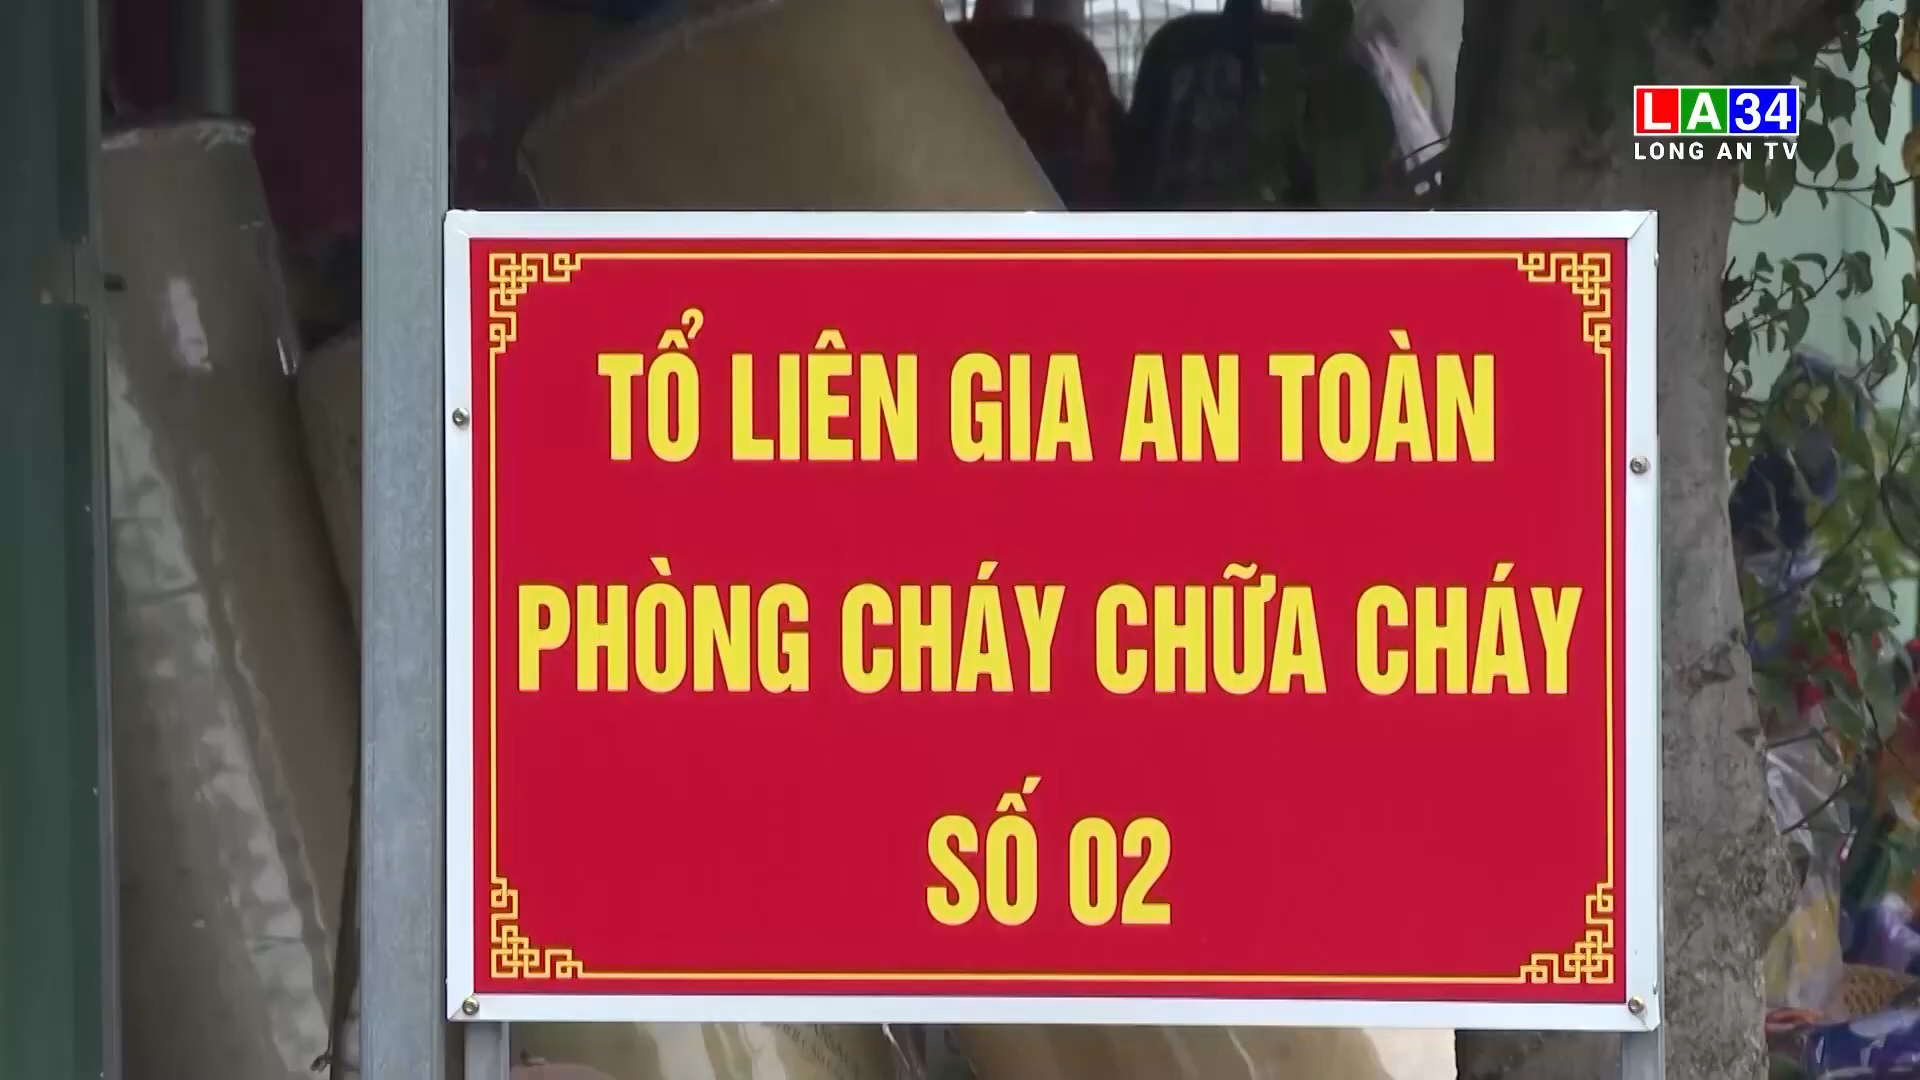 LA34
LONG AN TV
TỔ LIÊN GIA AN TOÀN
PHÒNG CHÁY CHỮA CHÁY
SỐ 02